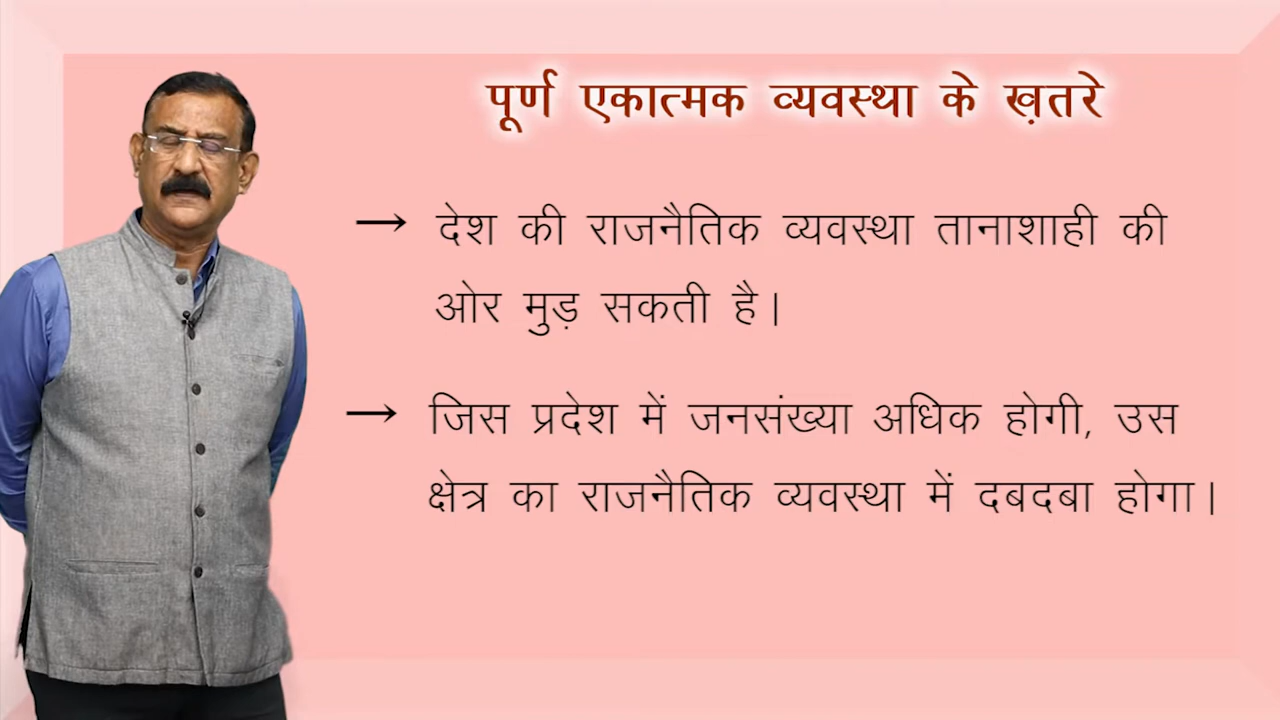 पूर्ण एकात्मक व्यवस्था के ख़तरे
→ देश की राजनैतिक व्यवस्था तानाशाही की
ओर मुड़ सकती है।
→ जिस प्रदेश में जनसंख्या अधिक होगी, उस
क्षेत्र का राजनैतिक व्यवस्था में दबदबा होगा।